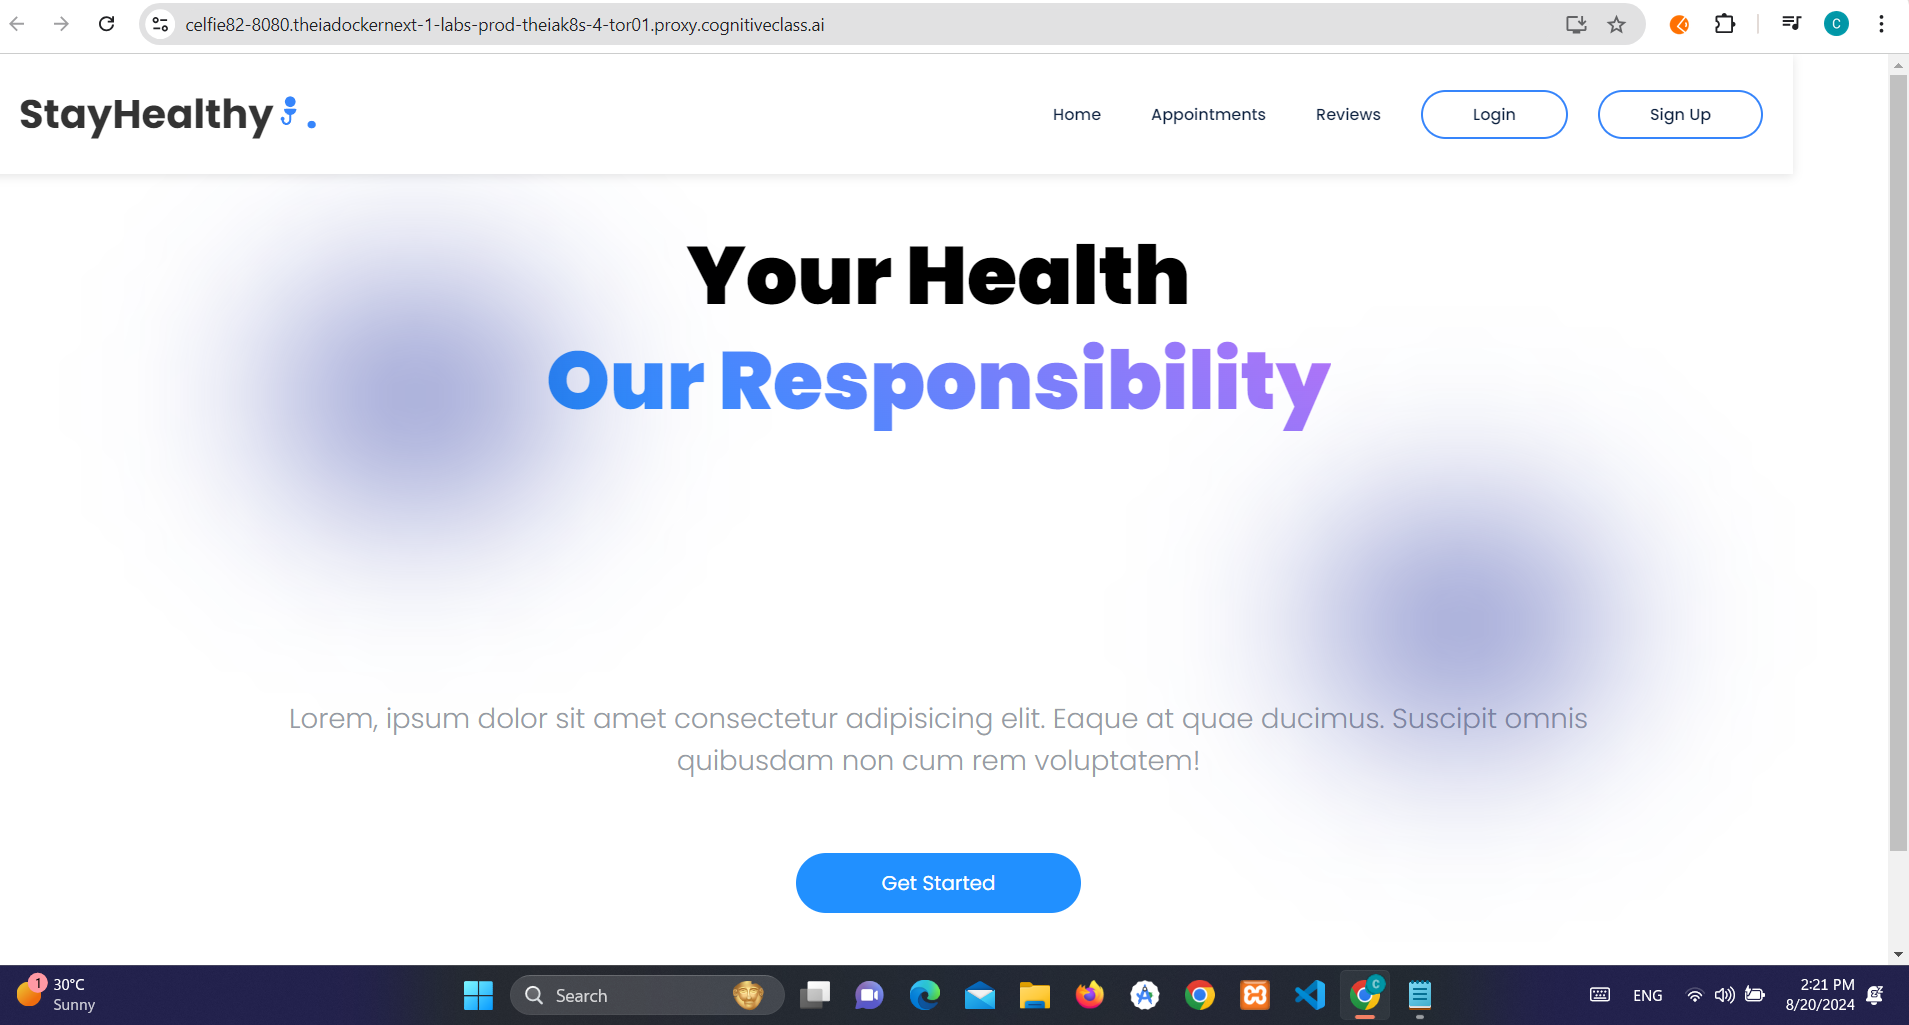 celfie82-8080.theiadockernext-1-labs-prod-theiak8s-4-tor01.proxy.cognitiveclass.ai
C
StayHealthy .
Home Appointments Reviews Login Sign Up
Your Health
Our Responsibility
Lorem, ipsum dolor sit amet consectetur adipisicing elit. Eaque at quae ducimus. Suscipit omnis
quibusdam non cum rem voluptatem!
Get Started
1
30°C
Sunny
Search
C
ENG
2:21 PM
8/20/2024